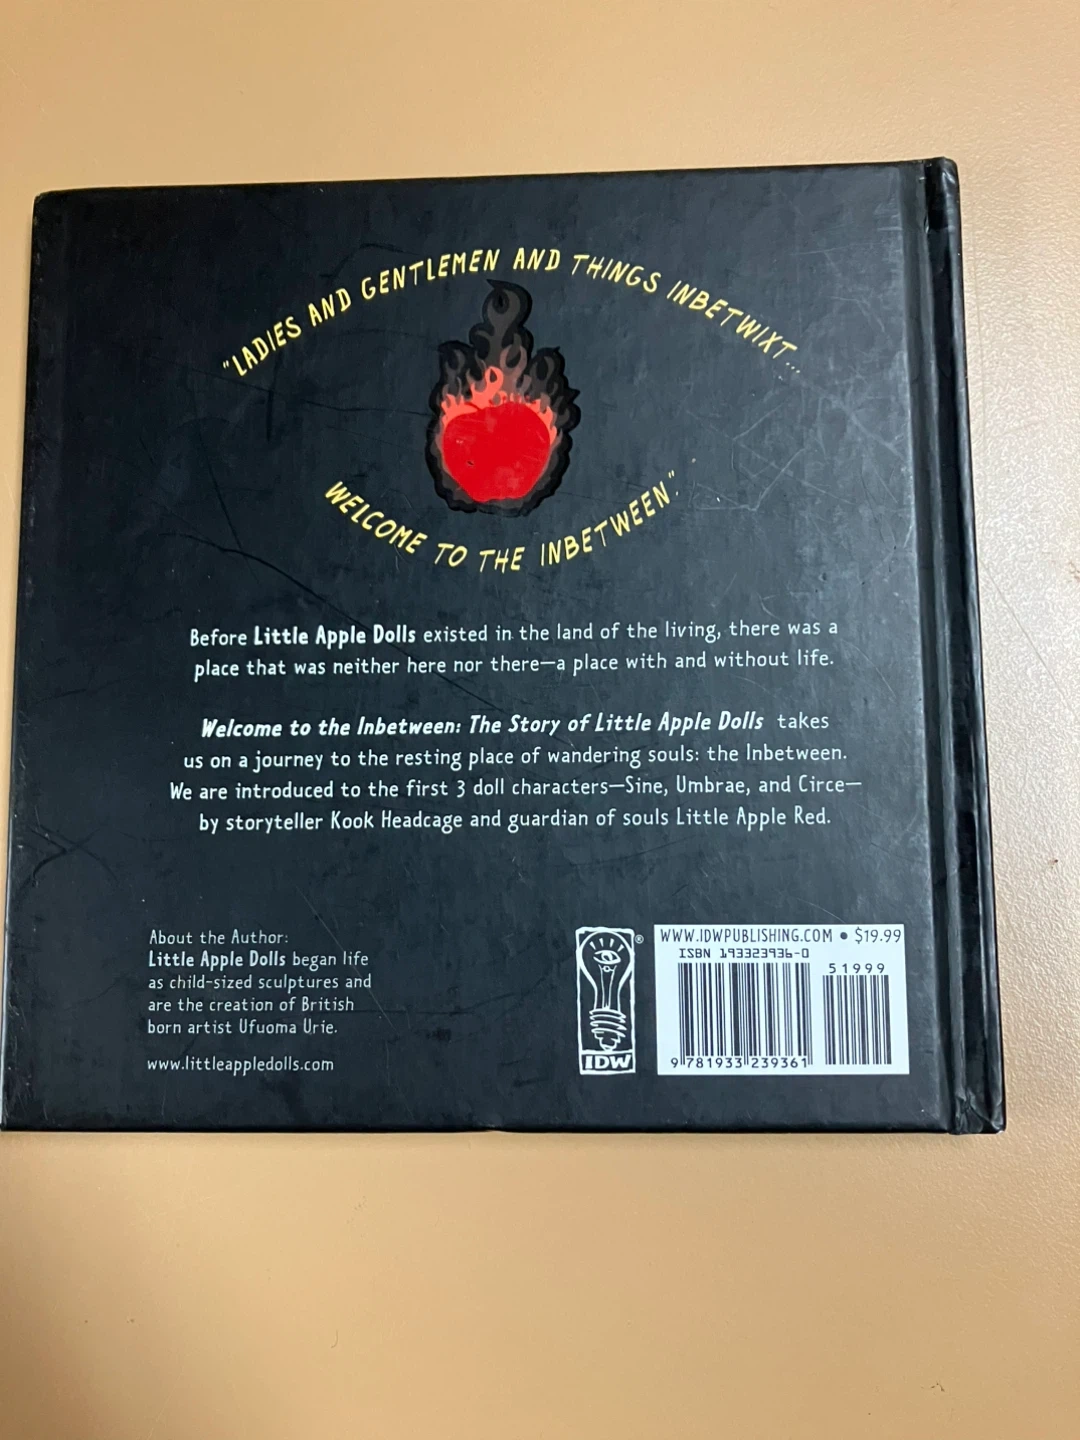 "LADIES AND GENTLEMEN AND THINGS INBETWIXT...
WELCOME TO THE INBETWEEN."
Before Little Apple Dolls existed in the land of the living, there was a
place that was neither here nor there—a place with and without life.
Welcome to the Inbetween: The Story of Little Apple Dolls takes
us on a journey to the resting place of wandering souls: the Inbetween.
We are introduced to the first 3 doll characters—Sine, Umbrae, and Circe—
by storyteller Kook Headcage and guardian of souls Little Apple Red.
About the Author:
Little Apple Dolls began life
as child-sized sculptures and
are the creation of British
born artist Ufuoma Urie.
www.littleappledolls.com
®
IDW
WWW.IDWPUBLISHING.COM • $19.99
ISBN 193323936-0
51999
9 781933 239361